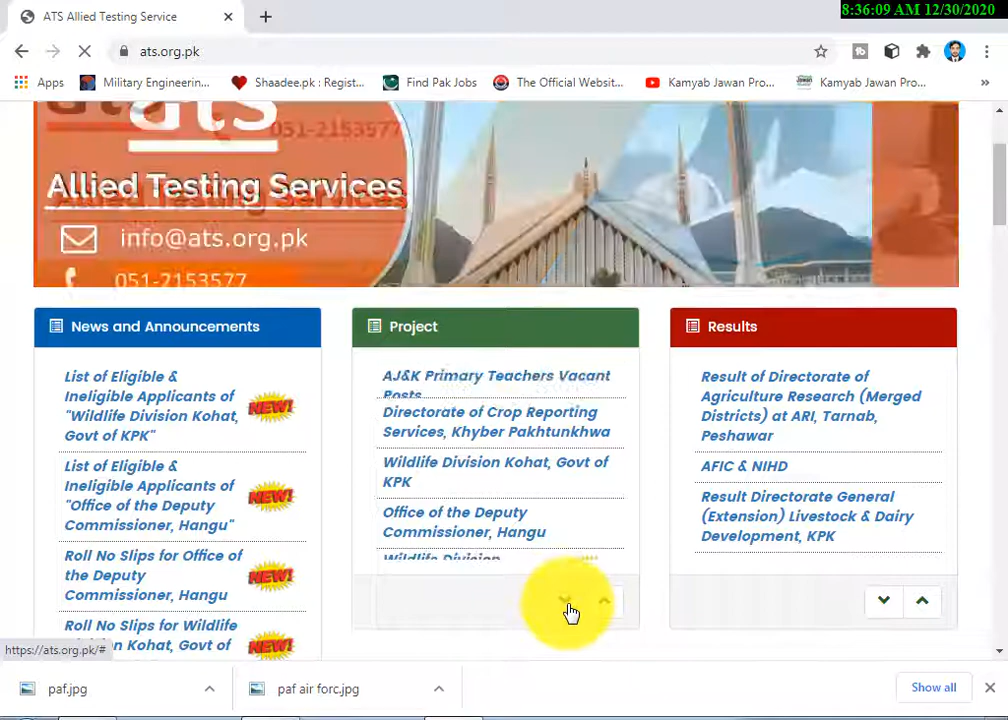 8:36:09 AM 12/30/2020
ATS Allied Testing Service
ats.org.pk
Apps
Military Engineerin...
Shaadee.pk : Regist...
Find Pak Jobs
The Official Websit...
Kamyab Jawan Pro...
Kamyab Jawan Pro...
»
ats
051-2153577
Allied Testing Services
info@ats.org.pk
051-2153577
News and Announcements
List of Eligible &
Ineligible Applicants of
"Wildlife Division Kohat,
Govt of KPK"
NEW!
List of Eligible &
Ineligible Applicants of
"Office of the Deputy
Commissioner, Hangu"
NEW!
Roll No Slips for Office of
the Deputy
Commissioner, Hangu
NEW!
Roll No Slips for Wildlife
Kohat, Govt of
NEW!
Project
AJ&K Primary Teachers Vacant
Posts
Directorate of Crop Reporting
Services, Khyber Pakhtunkhwa
Wildlife Division Kohat, Govt of
KPK
Office of the Deputy
Commissioner, Hangu
Wildlife Division
Results
Result of Directorate of
Agriculture Research (Merged
Districts) at ARI, Tarnab,
Peshawar
AFIC & NIHD
Result Directorate General
(Extension) Livestock & Dairy
Development, KPK
https://ats.org.pk/#
paf.jpg
paf air forc.jpg
Show all